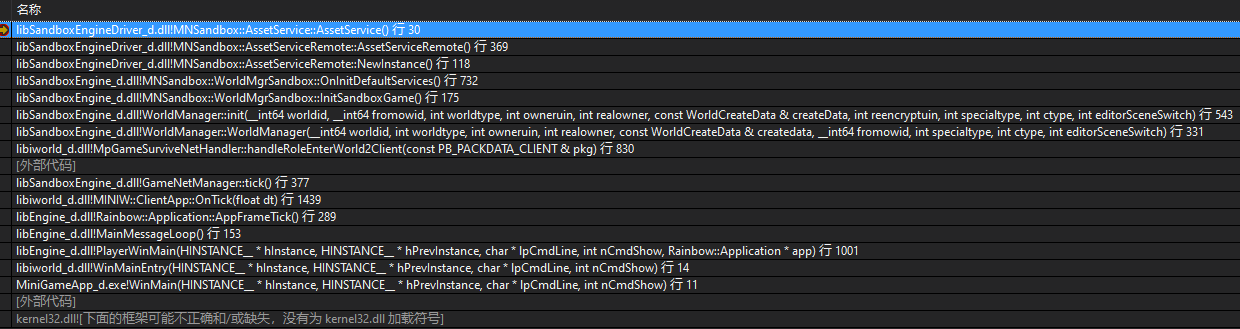 名称
libSandboxEngineDriver_d.dll!MNSandbox::AssetService::AssetService() 行 30
libSandboxEngineDriver_d.dll!MNSandbox::AssetServiceRemote::AssetServiceRemote() 行 369
libSandboxEngineDriver_d.dll!MNSandbox::AssetServiceRemote::NewInstance() 行 118
libSandboxEngine_d.dll!MNSandbox::WorldMgrSandbox::OnInitDefaultServices() 行 732
libSandboxEngine_d.dll!MNSandbox::WorldMgrSandbox::InitSandboxGame() 行 175
libSandboxEngine_d.dll!WorldManager::init(__int64 worldid, __int64 fromowid, int worldtype, int owneruin, int realowner, const WorldCreateData & createData, int reencryptuin, int specialtype, int ctype, int editorSceneSwitch) 行 543
libSandboxEngine_d.dll!WorldManager::WorldManager(__int64 worldid, int worldtype, int owneruin, int realowner, const WorldCreateData & createdata, __int64 fromowid, int specialtype, int ctype, int editorSceneSwitch) 行 331
libiworld_d.dll!MpGameSurviveNetHandler::handleRoleEnterWorld2Client(const PB_PACKDATA_CLIENT & pkg) 行 830
[外部代码]
libSandboxEngine_d.dll!GameNetManager::tick() 行 377
libiworld_d.dll!MINIW::ClientApp::OnTick(float dt) 行 1439
libEngine_d.dll!Rainbow::Application::AppFrameTick() 行 289
libEngine_d.dll!MainMessageLoop() 行 153
libEngine_d.dll!PlayerWinMain(HINSTANCE__ * hInstance, HINSTANCE__ * hPrevInstance, char * lpCmdLine, int nCmdShow, Rainbow::Application * app) 行 1001
libiworld_d.dll!WinMainEntry(HINSTANCE__ * hInstance, HINSTANCE__ * hPrevInstance, char * lpCmdLine, int nCmdShow) 行 14
MiniGameApp_d.exe!WinMain(HINSTANCE__ * hInstance, HINSTANCE__ * hPrevInstance, char * lpCmdLine, int nCmdShow) 行 11
[外部代码]
kernel32.dll![下面的框架可能不正确和/或缺失，没有为 kernel32.dll 加载符号]